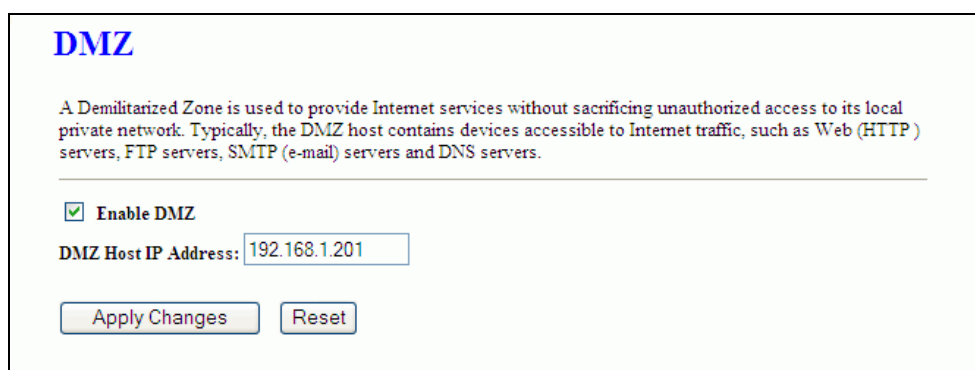 DMZ
A Demilitarized Zone is used to provide Internet services without sacrificing unauthorized access to its local
private network. Typically, the DMZ host contains devices accessible to Internet traffic, such as Web (HTTP )
servers, FTP servers, SMTP (e-mail) servers and DNS servers.
Enable DMZ
DMZ Host IP Address: 192.168.1.201
Apply Changes Reset